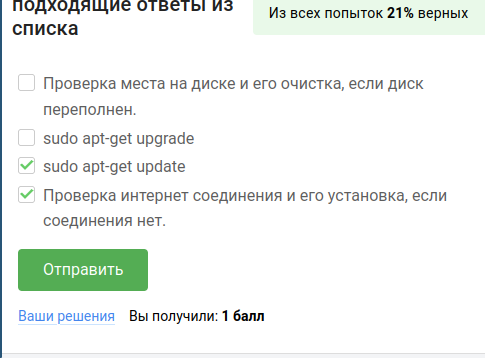 подходящие ответы из
списка
Из всех попыток 21% верных
Проверка места на диске и его очистка, если диск
переполнен.
sudo apt-get upgrade
sudo apt-get update
Проверка интернет соединения и его установка, если
соединения нет.
Отправить
Ваши решения Вы получили: 1 балл